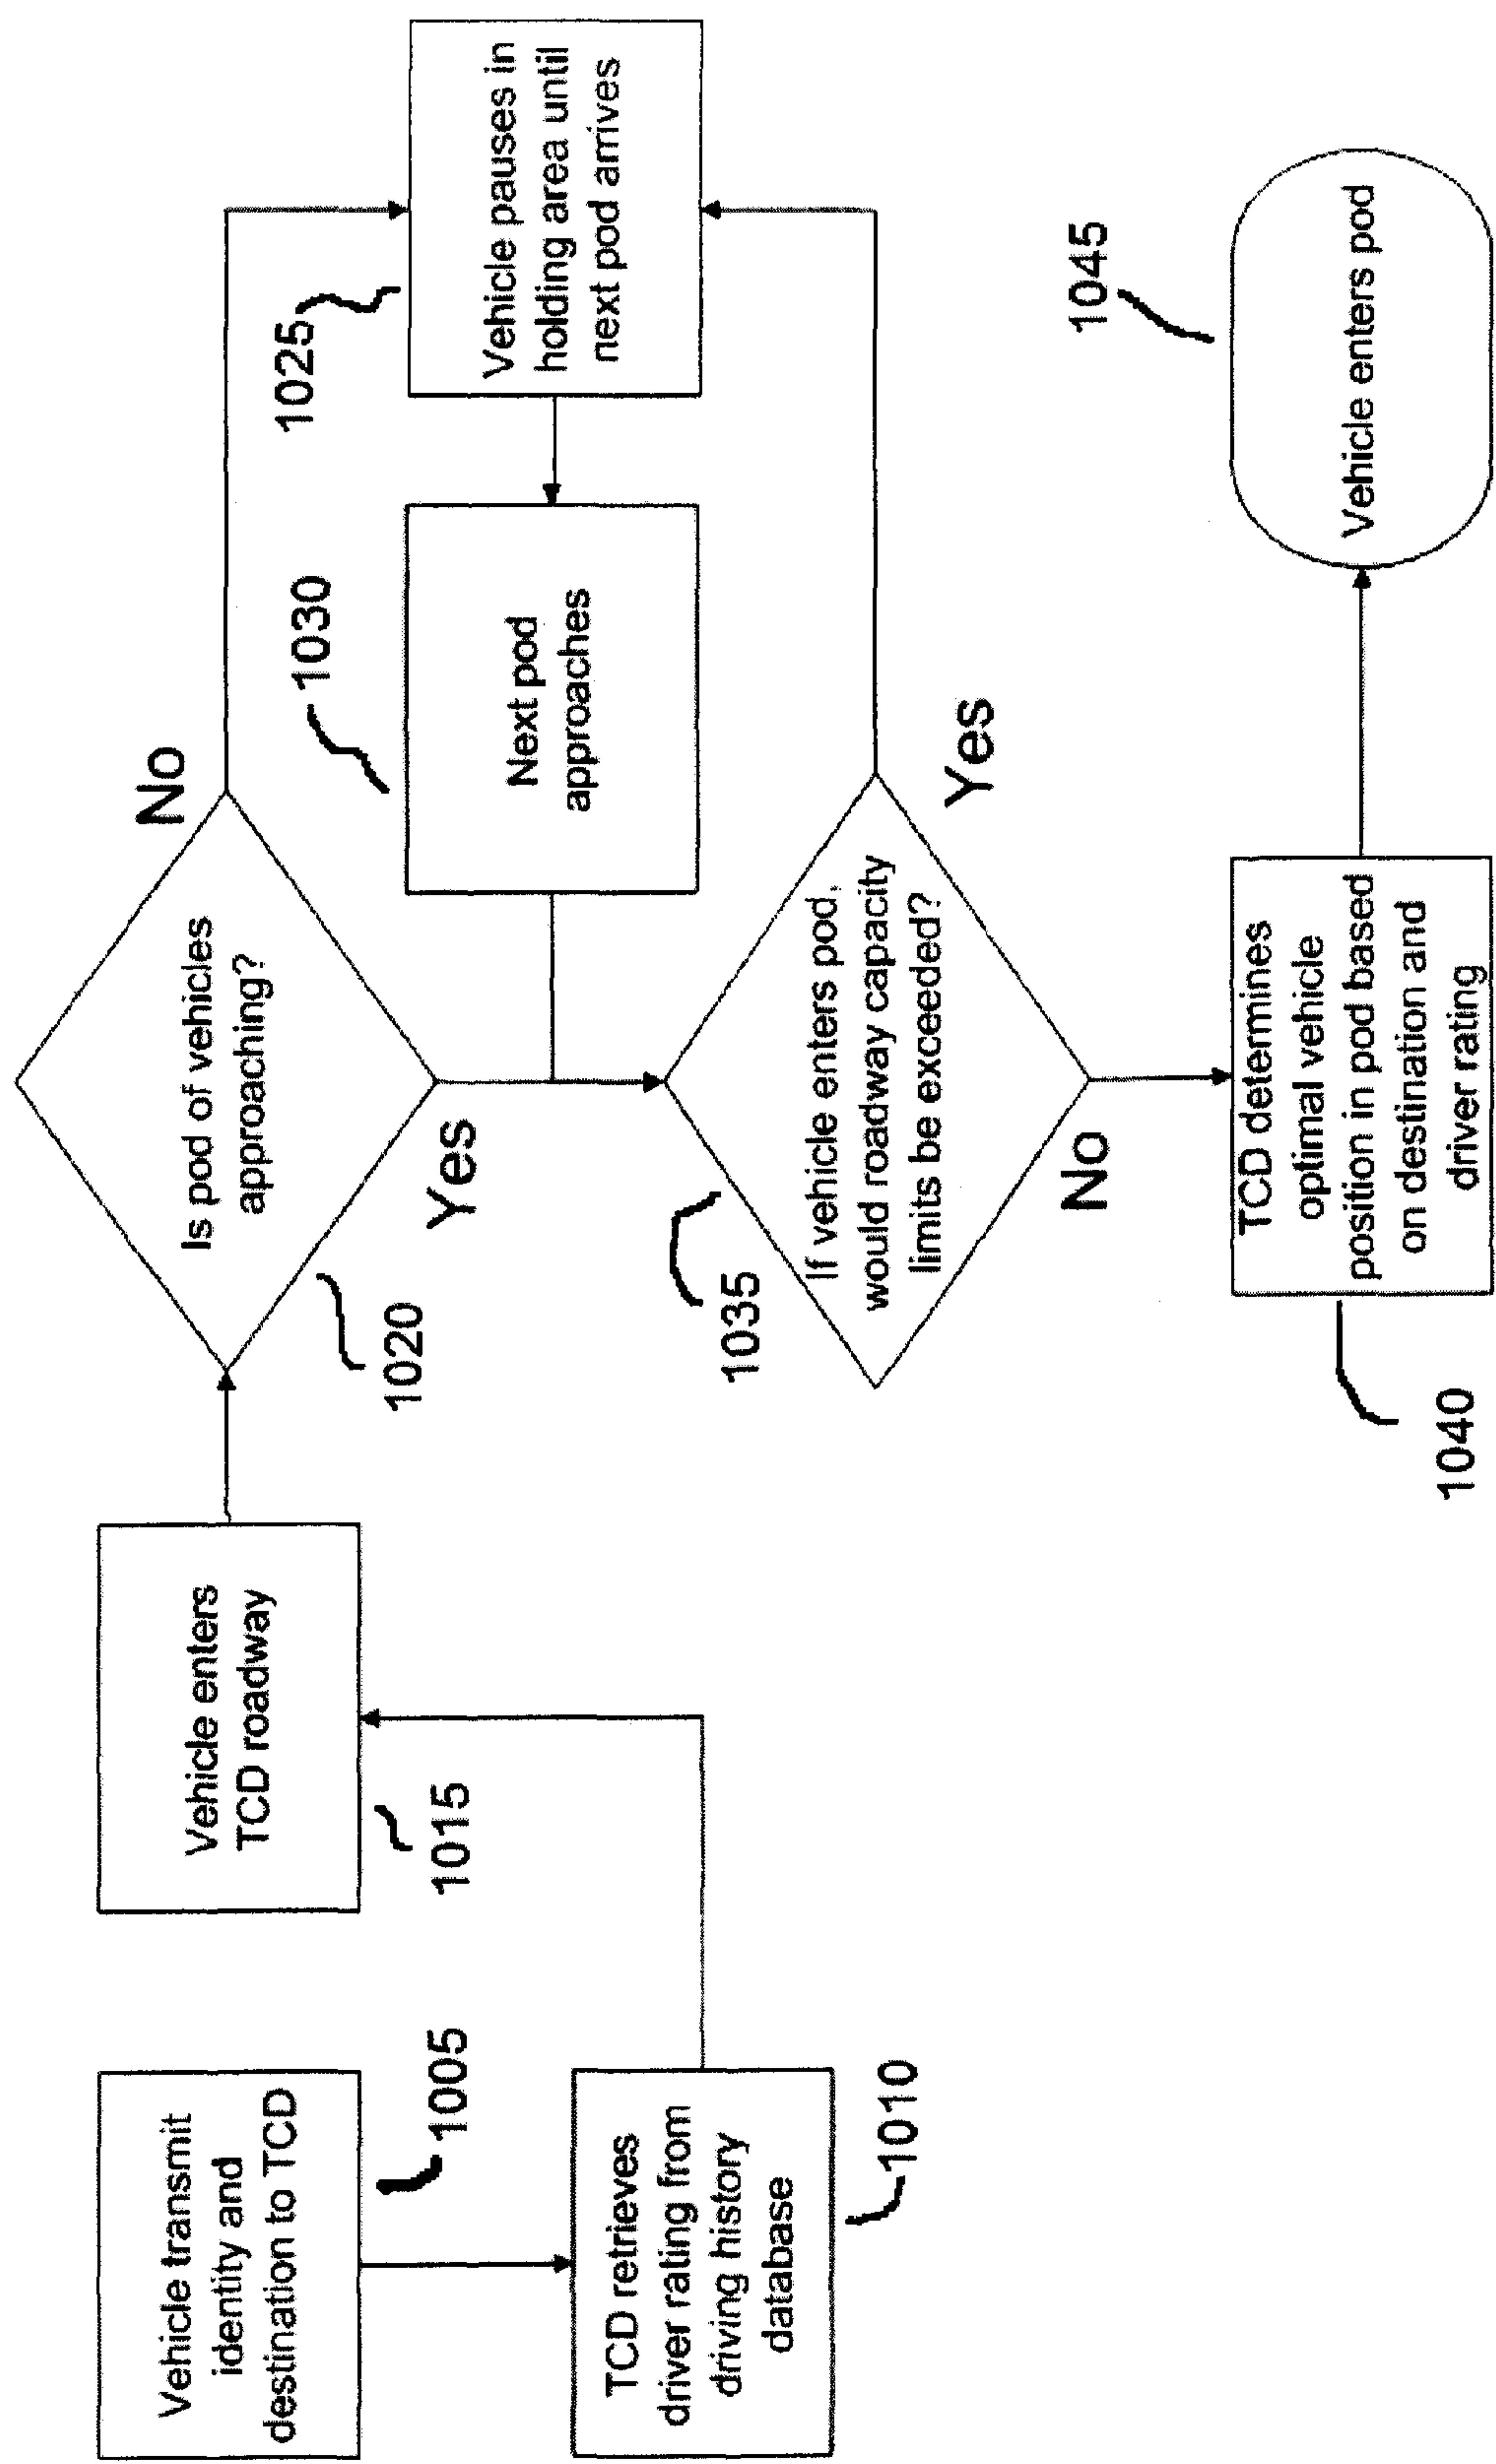 Vehicle transmit
identity and
destination to TCD
1005
TCD retrieves
driver rating from
driving history
database
1010
Vehicle enters
TCD roadway
1015
Is pod of vehicles
approaching?
1020
No
Yes
Vehicle pauses in
holding area until
next pod arrives
1025
Next pod
approaches
1030
If vehicle enters pod,
would roadway capacity
limits be exceeded?
1035
Yes
No
TCD determines
optimal vehicle
position in pod based
on destination and
driver rating
1040
Vehicle enters pod
1045